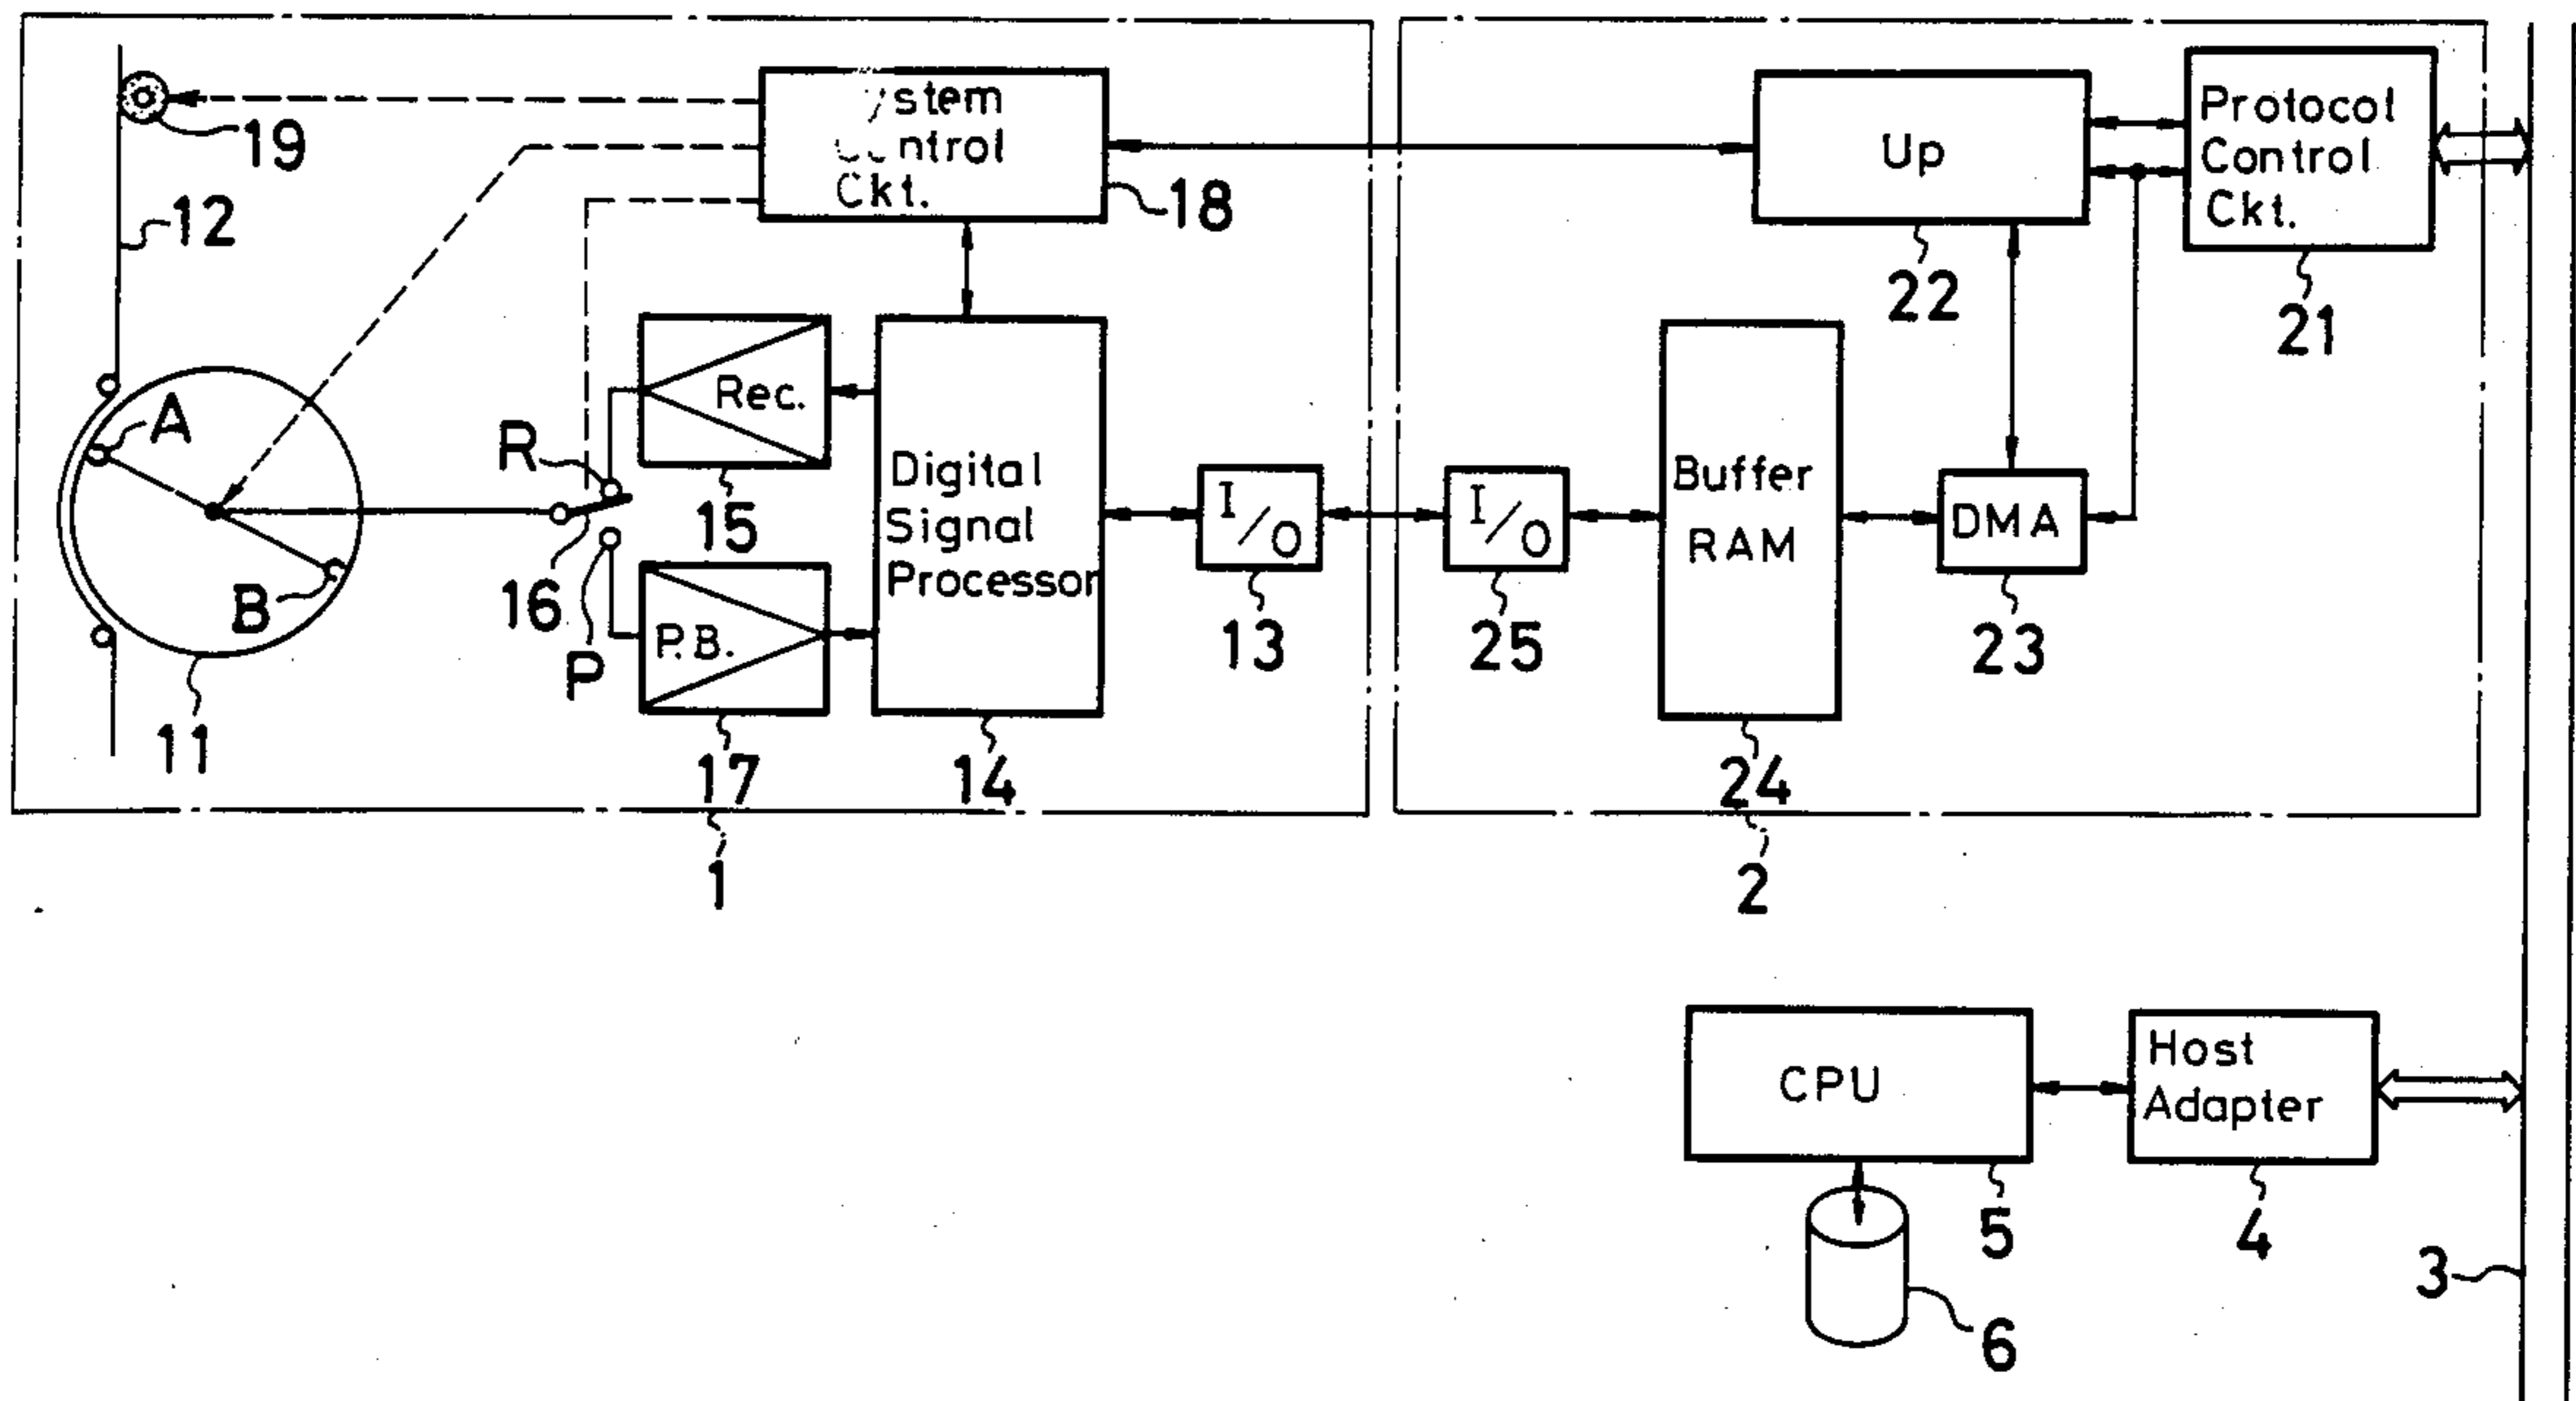 19
12
ystem
ntrol
Ckt.
18
Up
22
Protocol
Control
Ckt.
21
A
B
11
R
16
P
Rec.
15
P.B.
17
Digital
Signal
Processor
14
I/O
13
I/O
25
Buffer
RAM
24
DMA
23
1
2
CPU
5
Host
Adapter
4
3
6